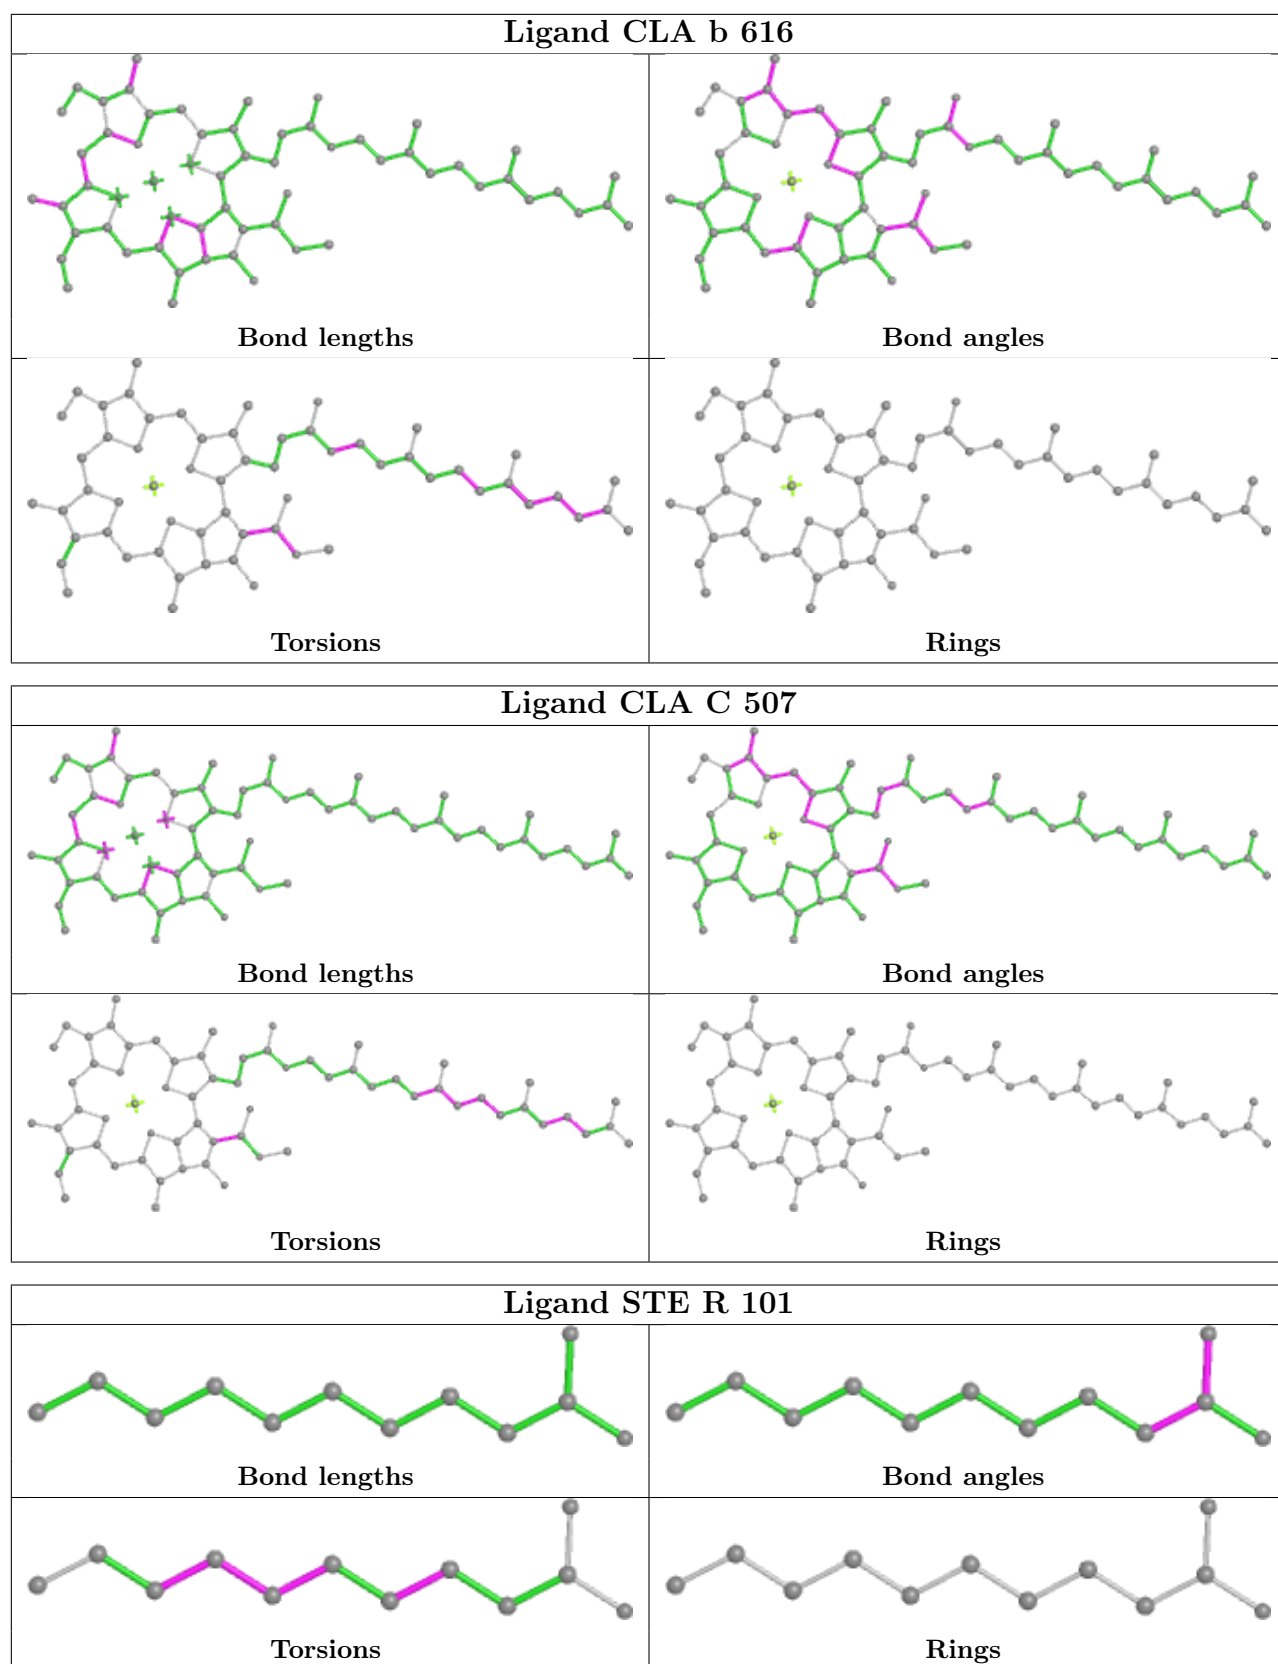 Ligand CLA b 616
Bond lengths
Bond angles
Torsions
Rings
Ligand CLA C 507
Bond lengths
Bond angles
Torsions
Rings
Ligand STE R 101
Bond lengths
Bond angles
Torsions
Rings